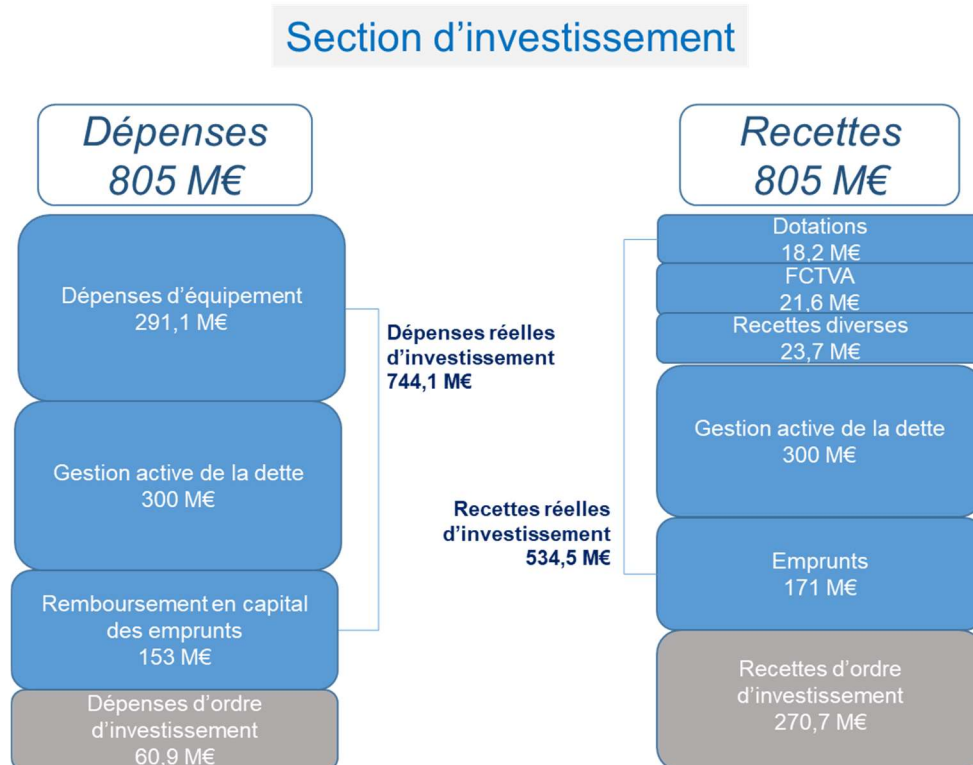 Section d’investissement
Dépenses
805 M€
Dépenses d’équipement
291,1 M€
Gestion active de la dette
300 M€
Remboursement en capital
des emprunts
153 M€
Dépenses d’ordre
d’investissement
60,9 M€
Dépenses réelles
d’investissement
744,1 M€
Recettes réelles
d’investissement
534,5 M€
Recettes
805 M€
Dotations
18,2 M€
FCTVA
21,6 M€
Recettes diverses
23,7 M€
Gestion active de la dette
300 M€
Emprunts
171 M€
Recettes d’ordre
d’investissement
270,7 M€